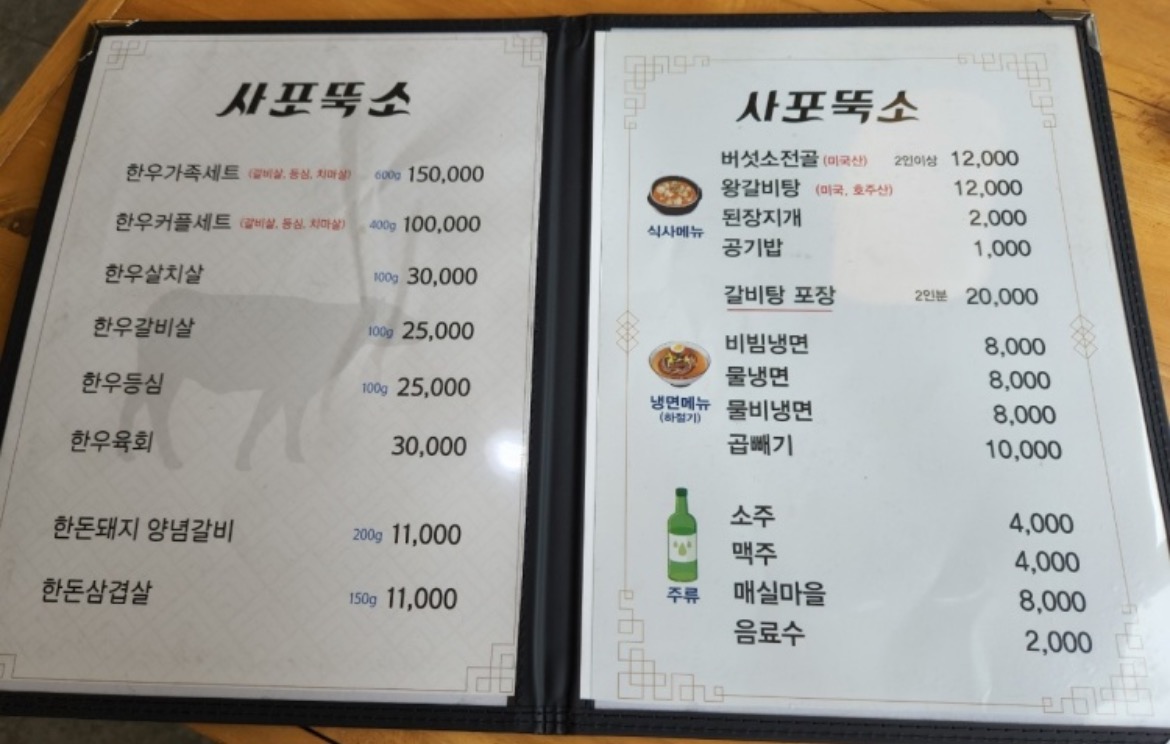 사포뚝소
한우가족세트 (갈비살, 등심, 치마살) 600g 150,000
한우커플세트 (갈비살, 등심, 치마살) 400g 100,000
한우살치살 100g 30,000
한우갈비살 100g 25,000
한우등심 100g 25,000
한우육회 30,000
한돈돼지 양념갈비 200g 11,000
한돈삼겹살 150g 11,000
사포뚝소
식사메뉴
버섯소전골 (미국산) 2인이상 12,000
왕갈비탕 (미국, 호주산) 12,000
된장지개 2,000
공기밥 1,000
갈비탕 포장 2인분 20,000
냉면메뉴
(하절기)
비빔냉면 8,000
물냉면 8,000
물비냉면 8,000
곱빼기 10,000
주류
소주 4,000
맥주 4,000
매실마을 8,000
음료수 2,000